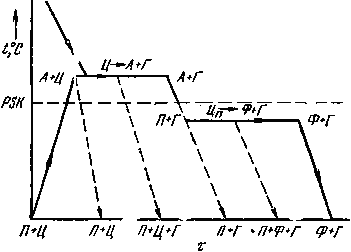 t,°C
Ц→А+Г
А+Ц
А+Г
PSK
П+Г
Цп→Ф+Г
Ф+Г
П+Ц
П+Ц
П+Ц+Г
П+Г
П+Ф+Г
Ф+Г
τ